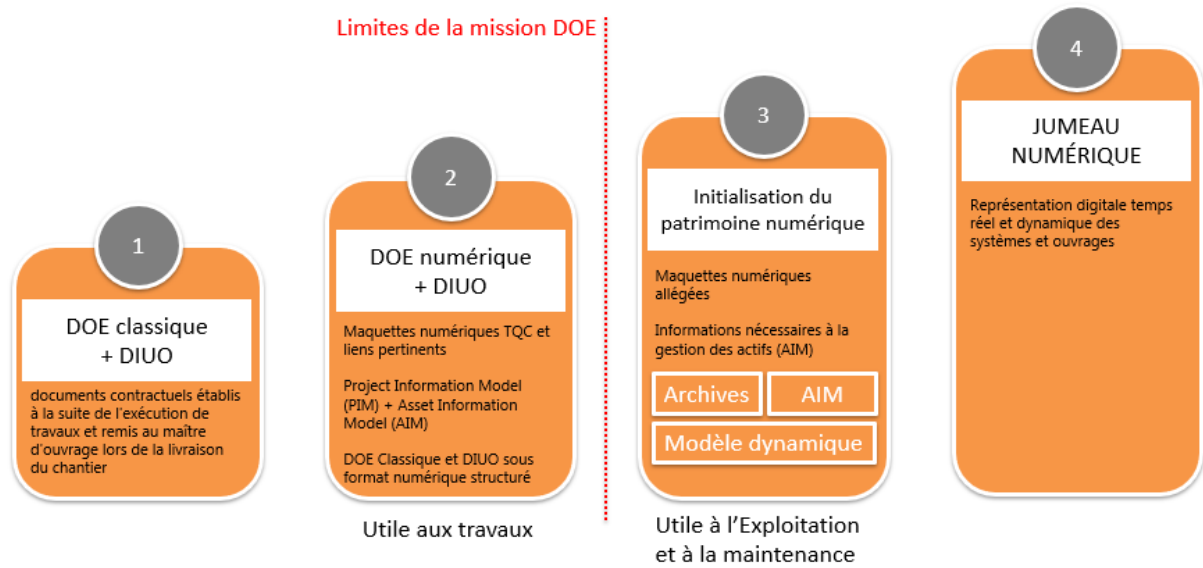 Limites de la mission DOE
1
DOE classique
+ DIUO
documents contractuels établis
à la suite de l'exécution de
travaux et remis au maître
d'ouvrage lors de la livraison
du chantier
2
DOE numérique
+ DIUO
Maquettes numériques TQC et
liens pertinents
Project Information Model
(PIM) + Asset Information
Model (AIM)
DOE Classique et DIUO sous
format numérique structuré
Utile aux travaux
3
Initialisation du
patrimoine numérique
Maquettes numériques
allégées
Informations nécessaires à la
gestion des actifs (AIM)
Archives
AIM
Modèle dynamique
Utile à l'Exploitation
et à la maintenance
4
JUMEAU
NUMÉRIQUE
Représentation digitale temps
réel et dynamique des
systèmes et ouvrages